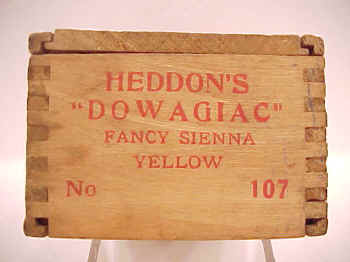 HEDDON'S
"DOWAGIAC"
FANCY SIENNA
YELLOW
No 107